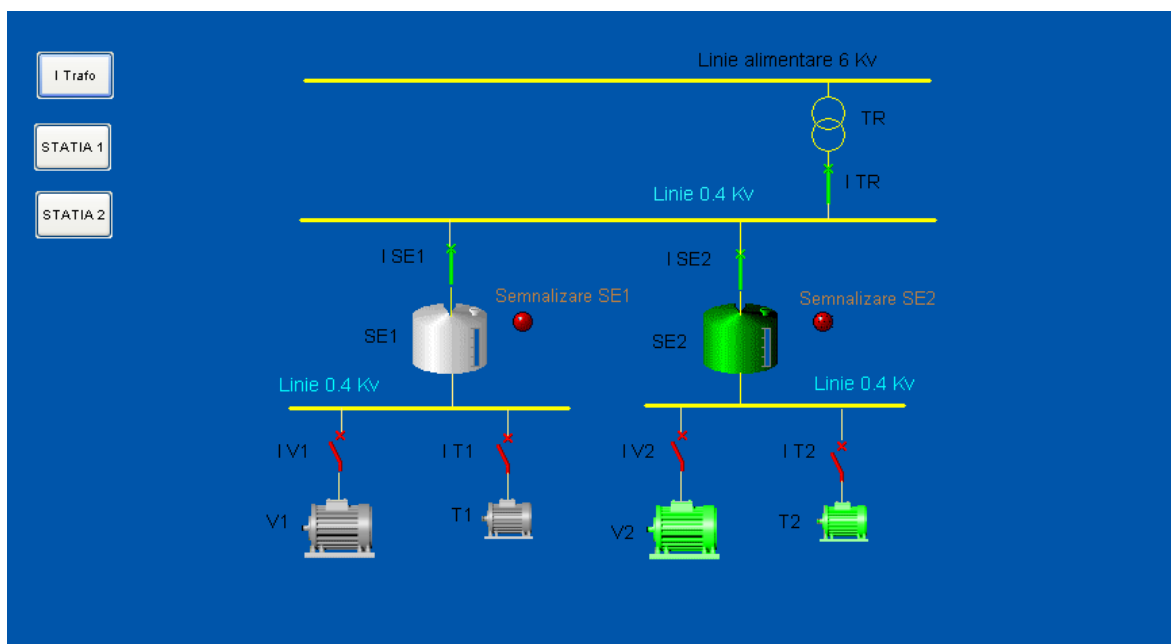 I Trafo
STATIA 1
STATIA 2
Linie alimentare 6 Kv
TR
I TR
Linie 0.4 Kv
I SE1
I SE2
Semnalizare SE1
Semnalizare SE2
SE1
SE2
Linie 0.4 Kv
Linie 0.4 Kv
I V1
I T1
I V2
I T2
V1
T1
V2
T2